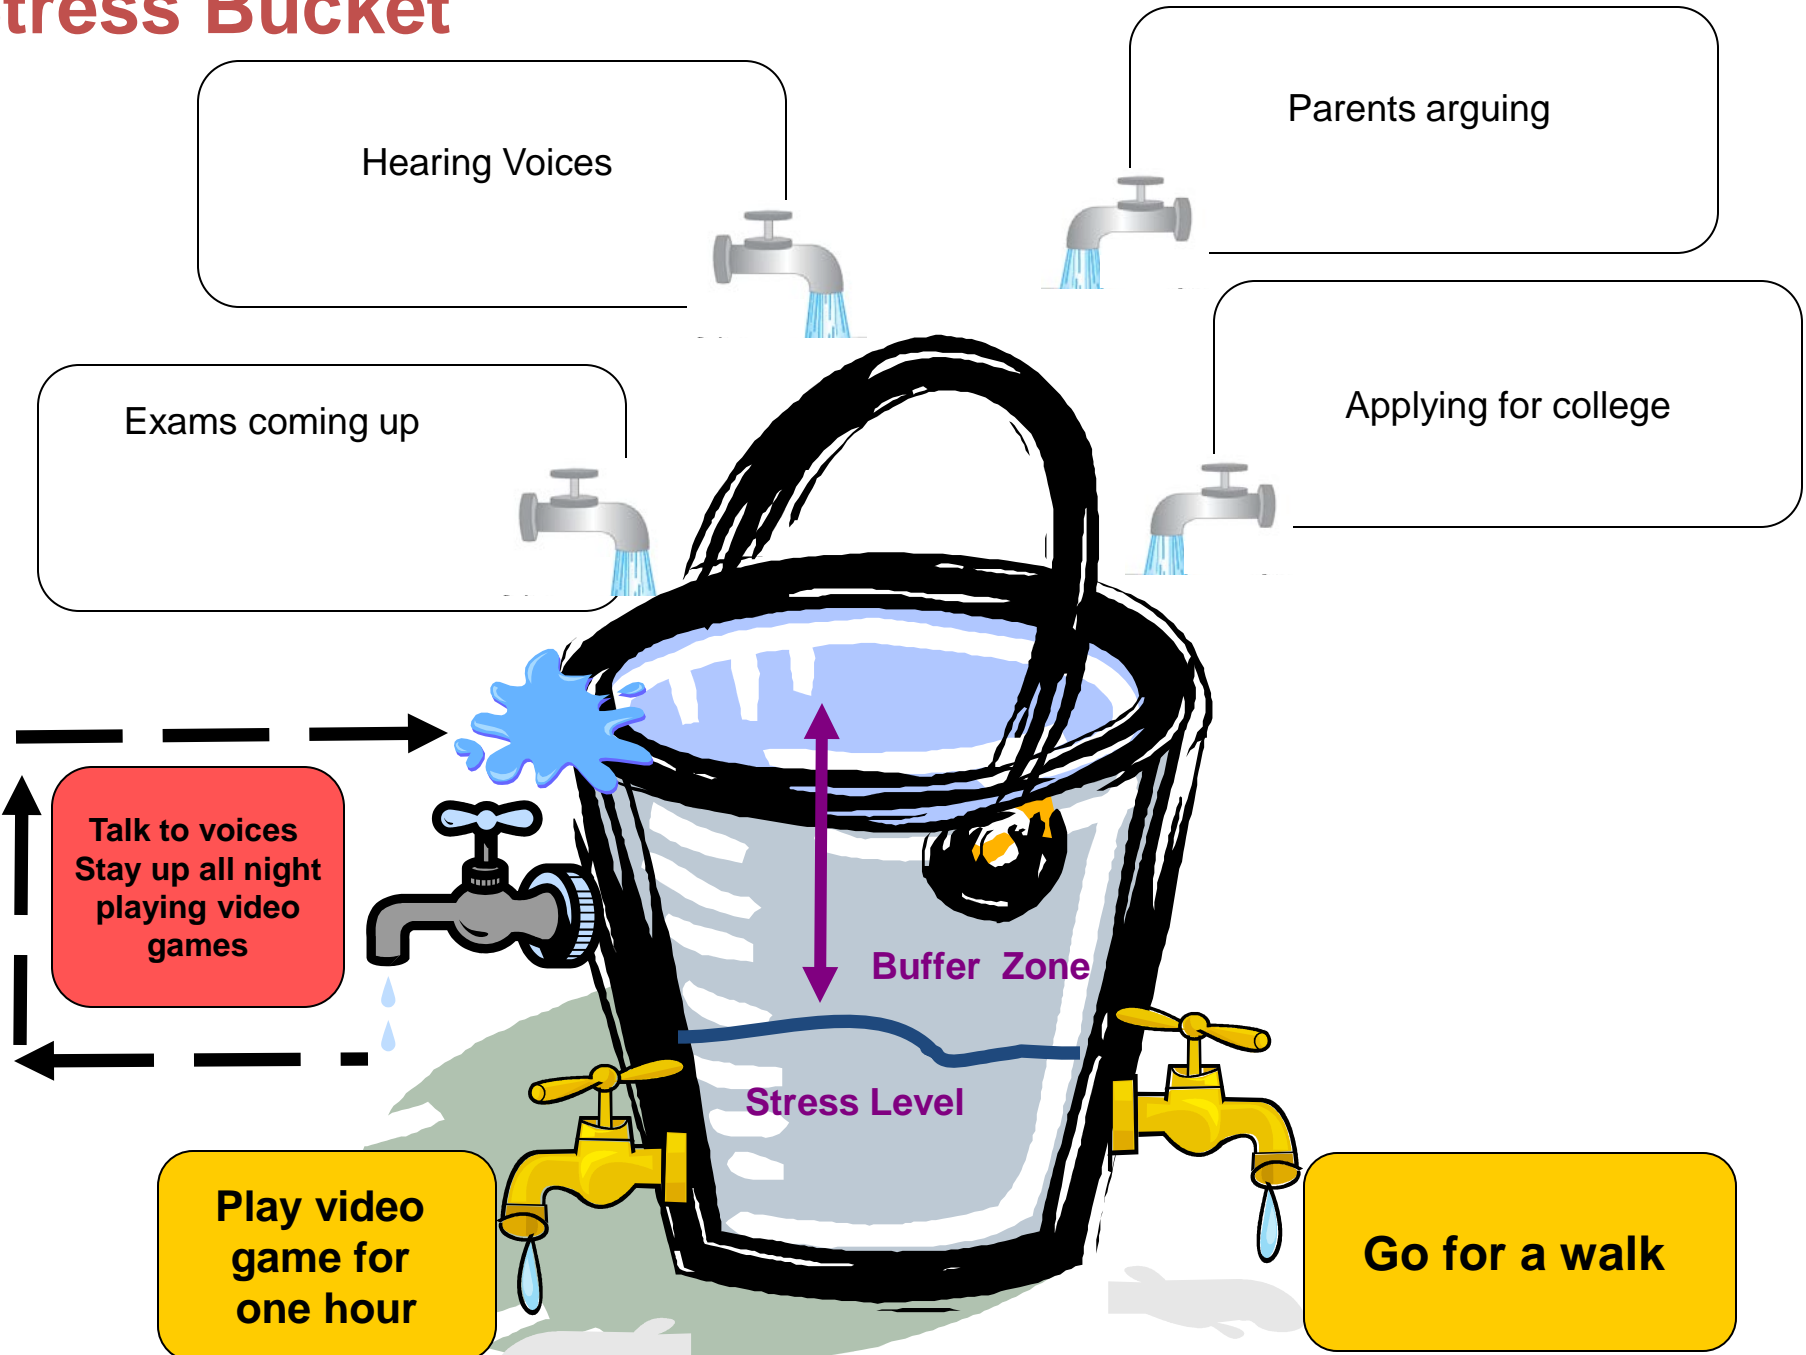 tress Bucket
Parents arguing
Hearing Voices
Applying for college
Exams coming up
Talk to voices
Stay up all night
playing video
games
Buffer Zone
Stress Level
Play video
game for
one hour
Go for a walk